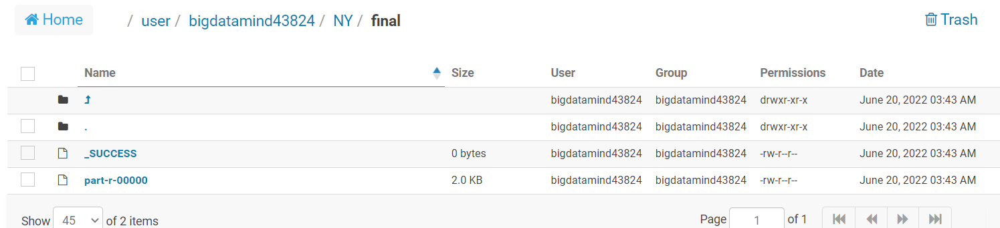 Home / user / bigdatamind43824 / NY / final Trash
Name Size User Group Permissions Date
bigdatamind43824 bigdatamind43824 drwxr-xr-x June 20, 2022 03:43 AM
. bigdatamind43824 bigdatamind43824 drwxr-xr-x June 20, 2022 03:43 AM
_SUCCESS 0 bytes bigdatamind43824 bigdatamind43824 -rw-r--r-- June 20, 2022 03:43 AM
part-r-00000 2.0 KB bigdatamind43824 bigdatamind43824 -rw-r--r-- June 20, 2022 03:43 AM
Show 45 of 2 items Page 1 of 1